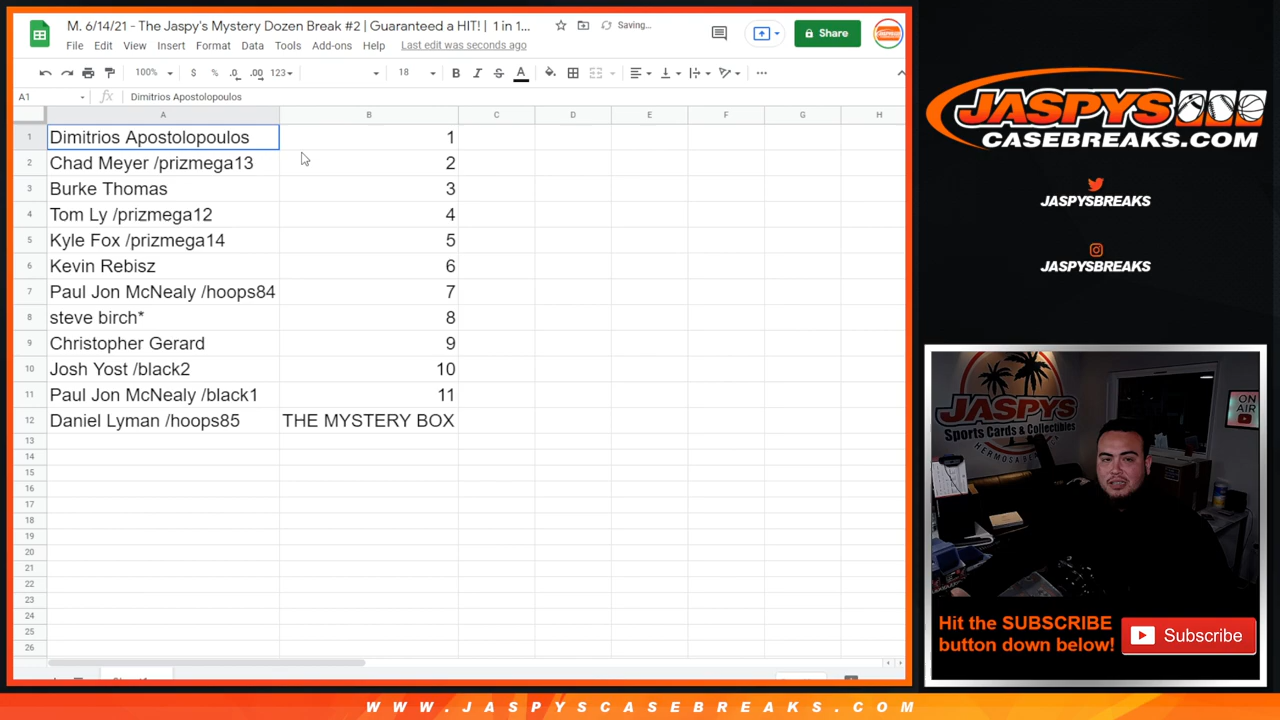 M. 6/14/21 - The Jaspy's Mystery Dozen Break #2 | Guaranteed a HIT! | 1 in 1...
Saving...
Share
File Edit View Insert Format Data Tools Add-ons Help Last edit was seconds ago
100% $ % .0 .00 123 18 B I S A
A1 fx Dimitrios Apostolopoulos
A B C D E F G H
1 Dimitrios Apostolopoulos 1
2 Chad Meyer /prizmega13 2
3 Burke Thomas 3
4 Tom Ly /prizmega12 4
5 Kyle Fox /prizmega14 5
6 Kevin Rebisz 6
7 Paul Jon McNealy /hoops84 7
8 steve birch* 8
9 Christopher Gerard 9
10 Josh Yost /black2 10
11 Paul Jon McNealy /black1 11
12 Daniel Lyman /hoops85 THE MYSTERY BOX
13
14
15
16
17
18
19
20
21
22
23
24
25
26
JASPYS
CASEBREAKS.COM
JASPYSBREAKS
JASPYSBREAKS
JASPYS
Sports Cards & Collectibles
HERMOSA BEACH
ON
AIR
Hit the SUBSCRIBE
button down below!
Subscribe
WWW.JASPYSCASEBREAKS.COM